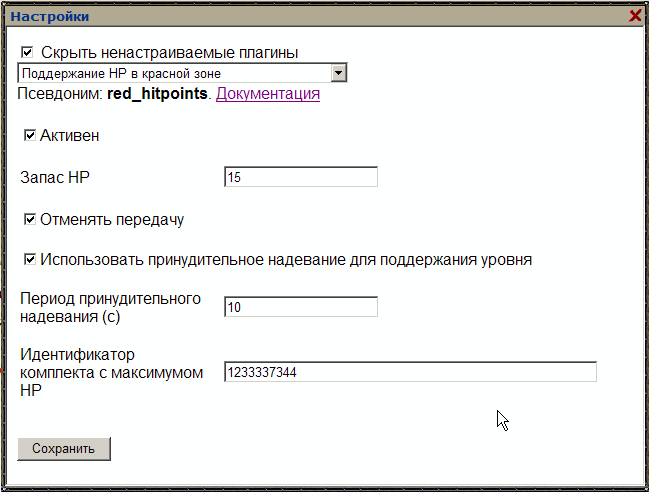 Настройки
Скрыть ненастраиваемые плагины
Поддержание HP в красной зоне
Псевдоним: red_hitpoints. Документация
Активен
Запас HP 15
Отменять передачу
Использовать принудительное надевание для поддержания уровня
Период принудительного
надевания (с) 10
Идентификатор
комплекта с максимумом 1233337344
HP
Сохранить